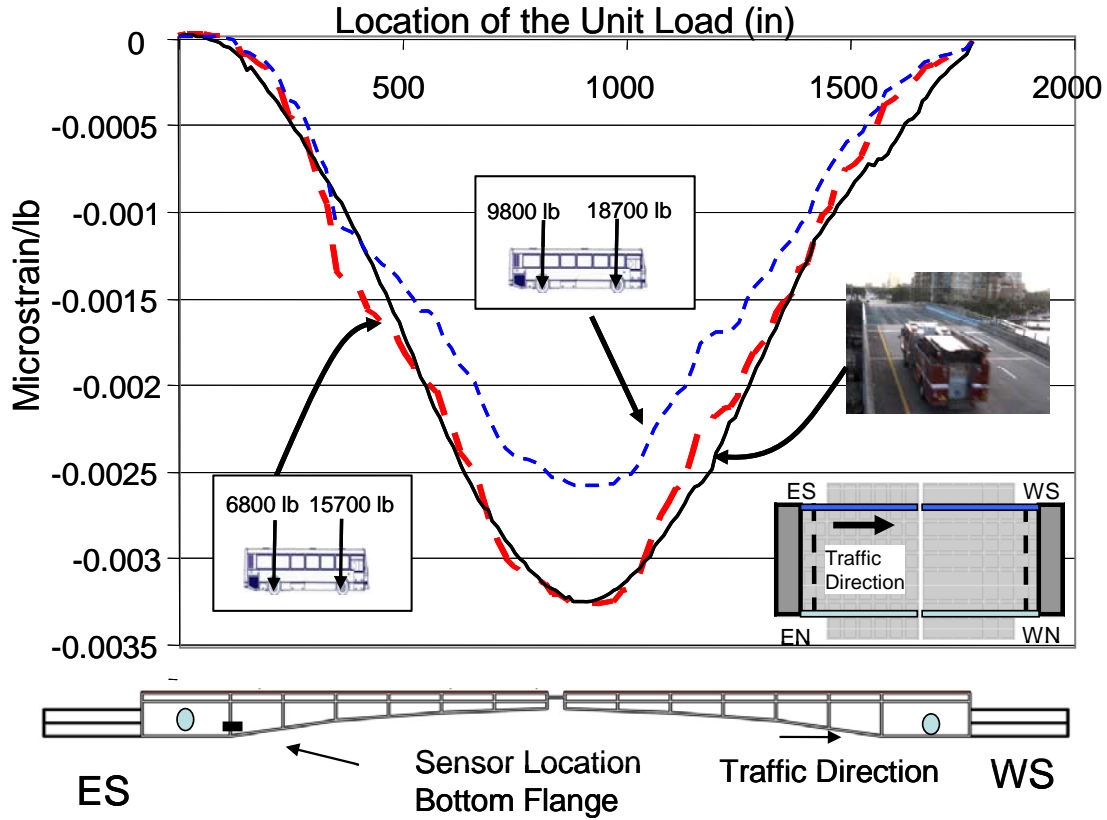 Location of the Unit Load (in)
0
500
1000
1500
2000
-0.0005
-0.001
-0.0015
-0.002
-0.0025
-0.003
-0.0035
Microstrain/lb
9800 lb
18700 lb
6800 lb
15700 lb
ES
WS
Traffic
Direction
EN
WN
Sensor Location
Bottom Flange
Traffic Direction
ES
WS